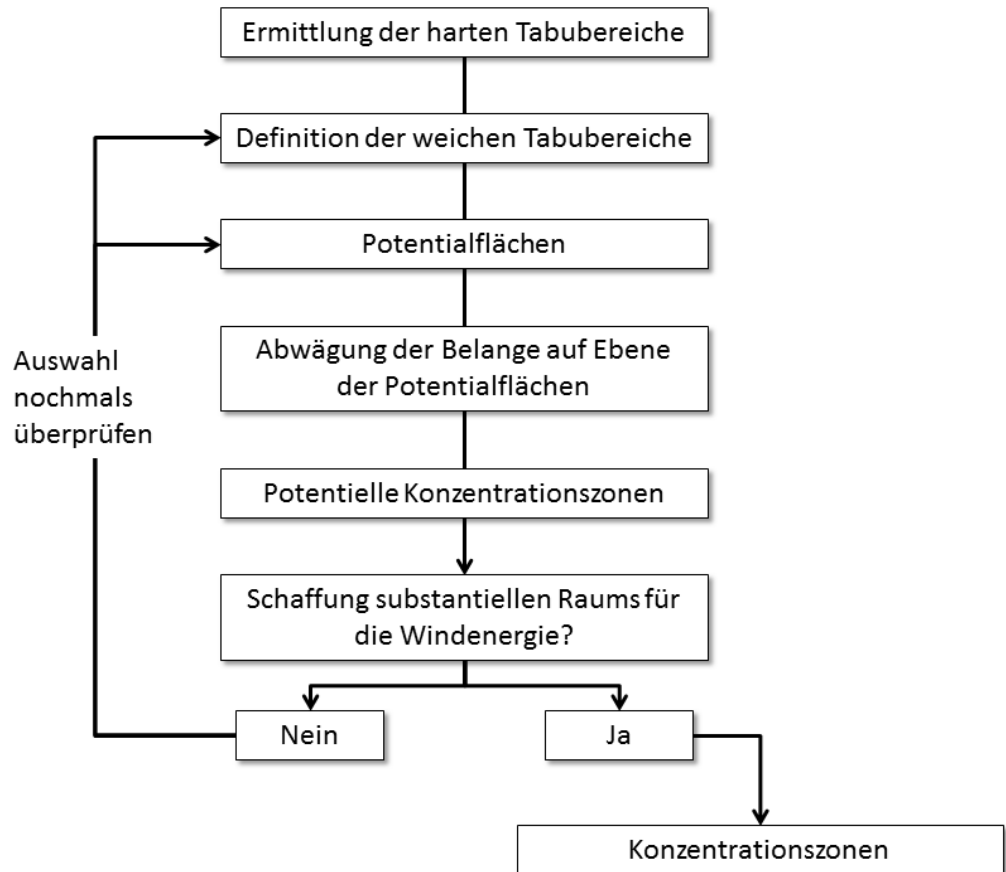 Ermittlung der harten Tabubereiche
Definition der weichen Tabubereiche
Potentialflächen
Abwägung der Belange auf Ebene
der Potentialflächen
Auswahl
nochmals
überprüfen
Potentielle Konzentrationszonen
Schaffung substantiellen Raums für
die Windenergie?
Nein
Ja
Konzentrationszonen